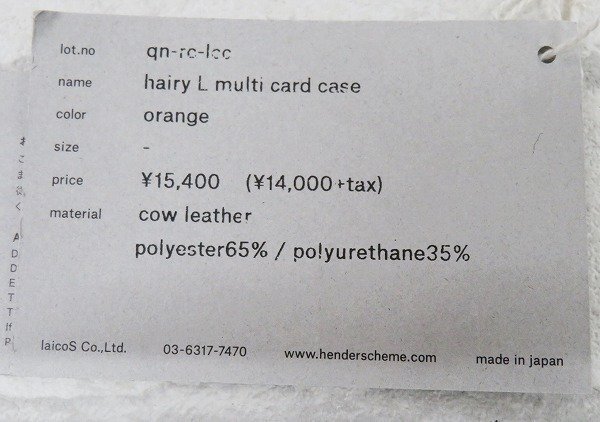 lot.no qn-rc-lcc
name hairy L multi card case
color orange
size -
price ¥15,400 (¥14,000+tax)
material cow leather
polyester65% / polyurethane35%
laicoS Co.,Ltd. 03-6317-7470 www.henderscheme.com made in japan